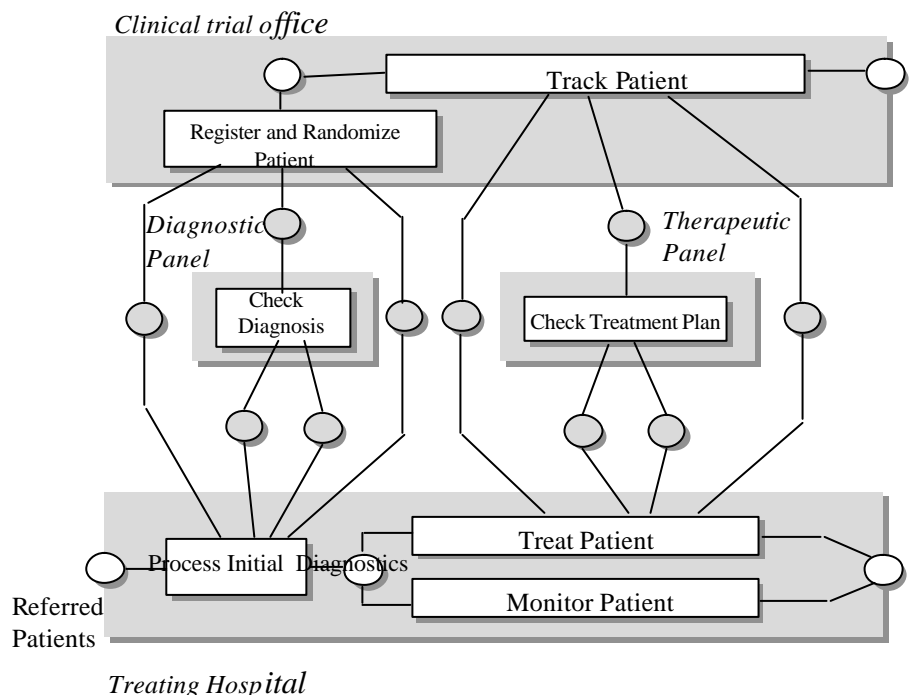 Clinical trial office
Track Patient
Register and Randomize
Patient
Diagnostic
Panel
Therapeutic
Panel
Check
Diagnosis
Check Treatment Plan
Process Initial Diagnostics
Treat Patient
Monitor Patient
Referred
Patients
Treating Hospital